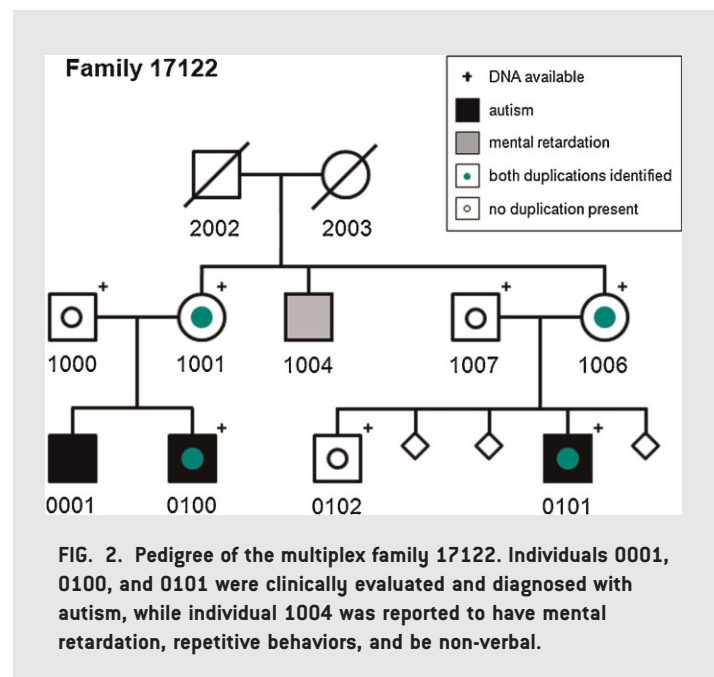 Family 17122
+ DNA available
autism
mental retardation
both duplications identified
no duplication present
2002 2003
+ + + +
1000 1001 1004 1007 1006
+ + +
0001 0100 0102 0101
FIG. 2. Pedigree of the multiplex family 17122. Individuals 0001,
0100, and 0101 were clinically evaluated and diagnosed with
autism, while individual 1004 was reported to have mental
retardation, repetitive behaviors, and be non-verbal.